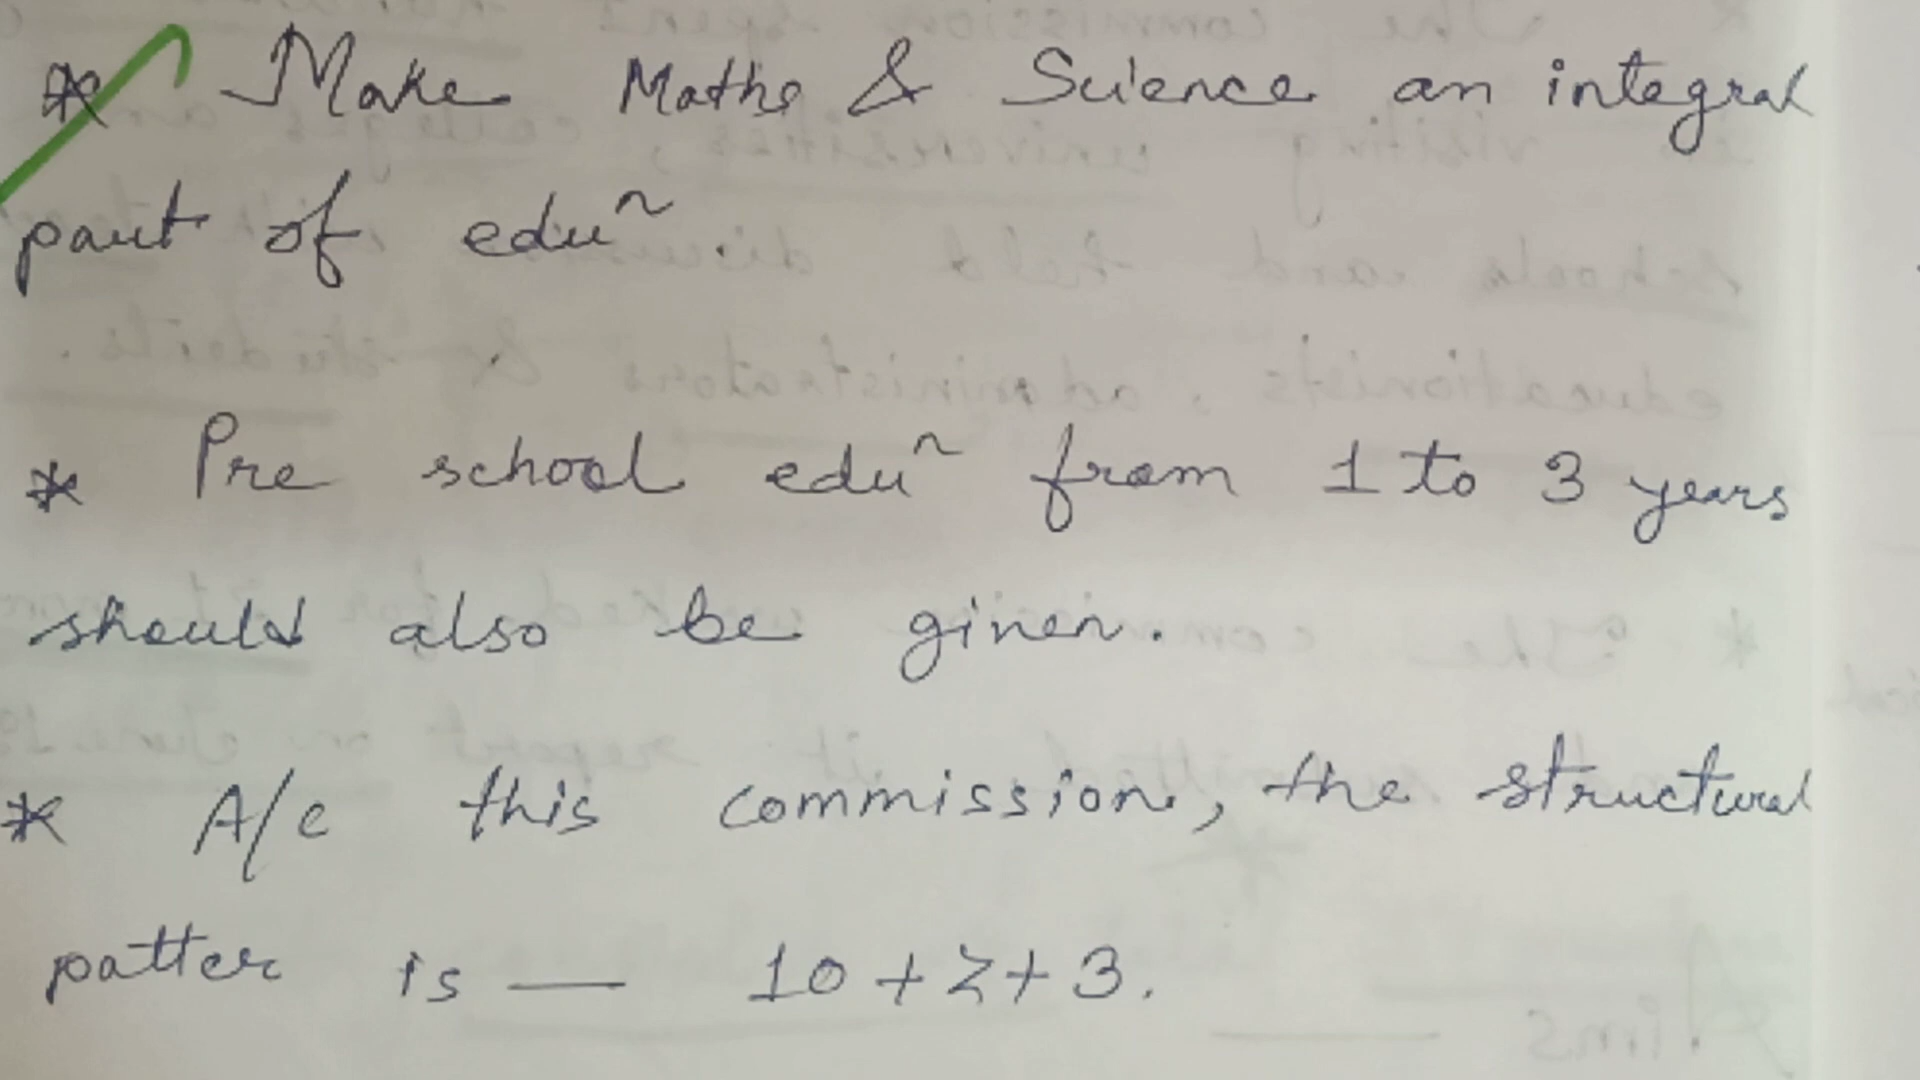 * Make Maths & Science an integral
part of eduⁿ.
* Pre school eduⁿ from 1 to 3 years
should also be given.
* A/c this commission, the structural
patter is — 10+2+3.